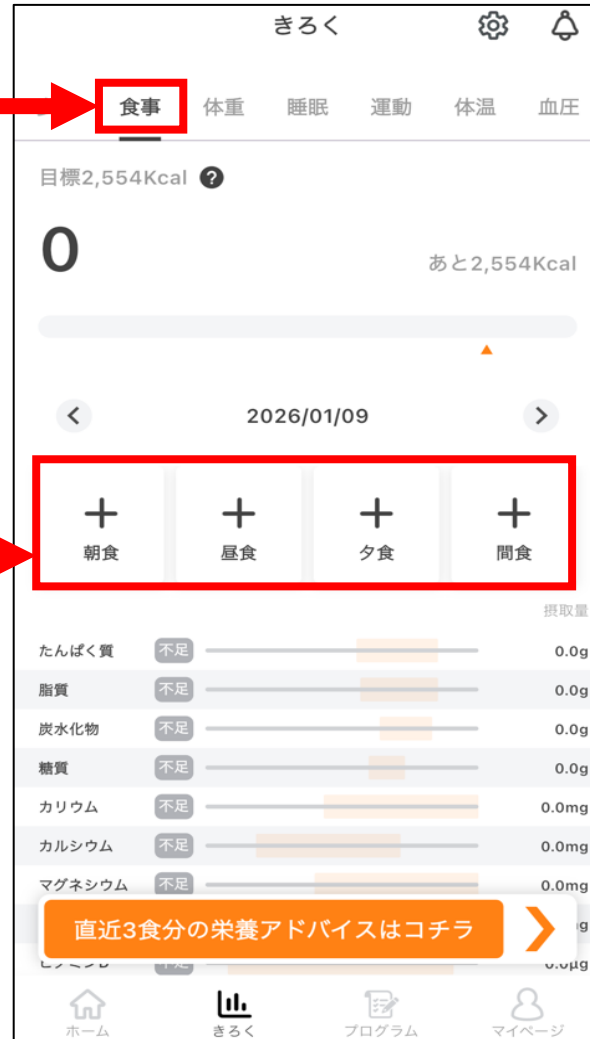 きろく
食事 体重 睡眠 運動 体温 血圧
目標2,554Kcal ?
0
あと2,554Kcal
2026/01/09
朝食 昼食 夕食 間食
摂取量
たんぱく質 不足 0.0g
脂質 不足 0.0g
炭水化物 不足 0.0g
糖質 不足 0.0g
カリウム 不足 0.0mg
カルシウム 不足 0.0mg
マグネシウム 不足 0.0mg
直近3食分の栄養アドバイスはコチラ
0.0μg
ホーム きろく プログラム マイページ